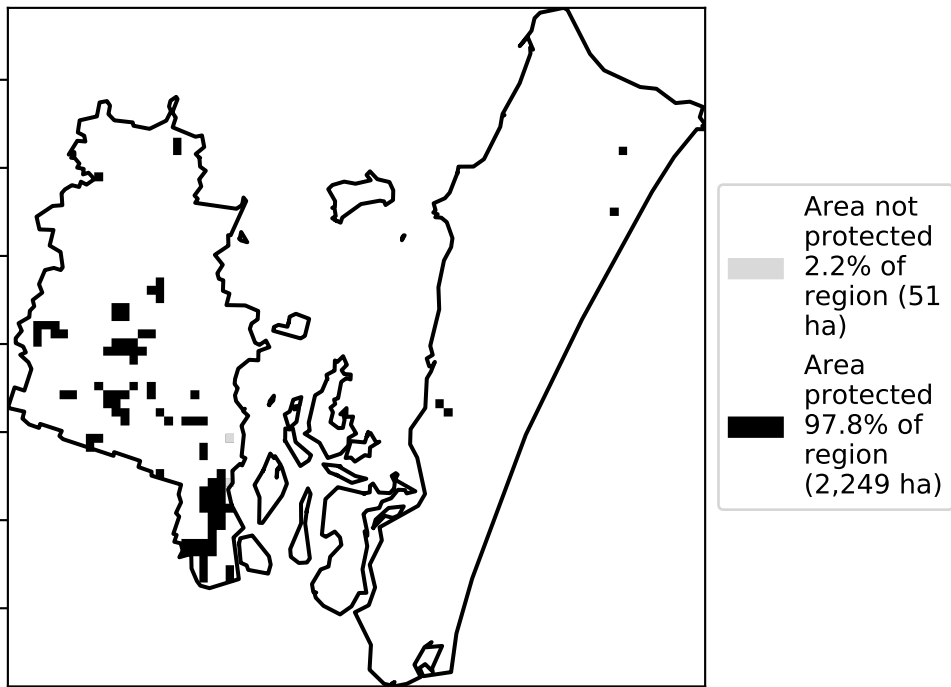 Area not
protected
2.2% of
region (51
ha)
Area
protected
97.8% of
region
(2,249 ha)